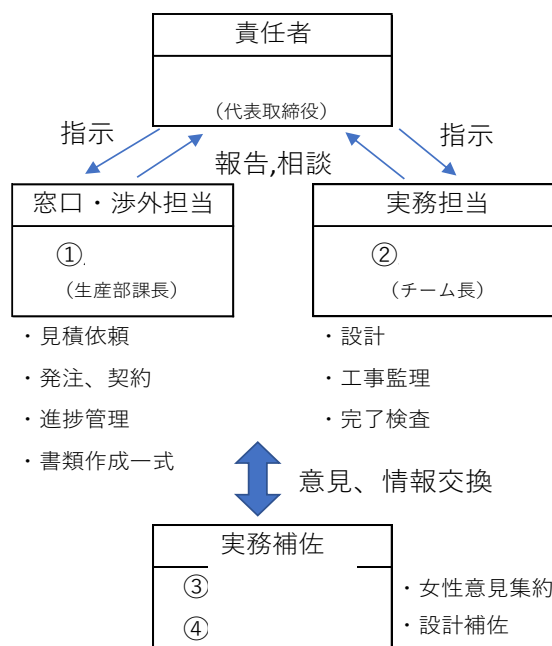 責任者
(代表取締役)
指示
指示
報告,相談
窓口・渉外担当
①
(生産部課長)
実務担当
②
(チーム長)
・見積依頼
・発注、契約
・進捗管理
・書類作成一式
・設計
・工事監理
・完了検査
意見、情報交換
実務補佐
③
④
・女性意見集約
・設計補佐